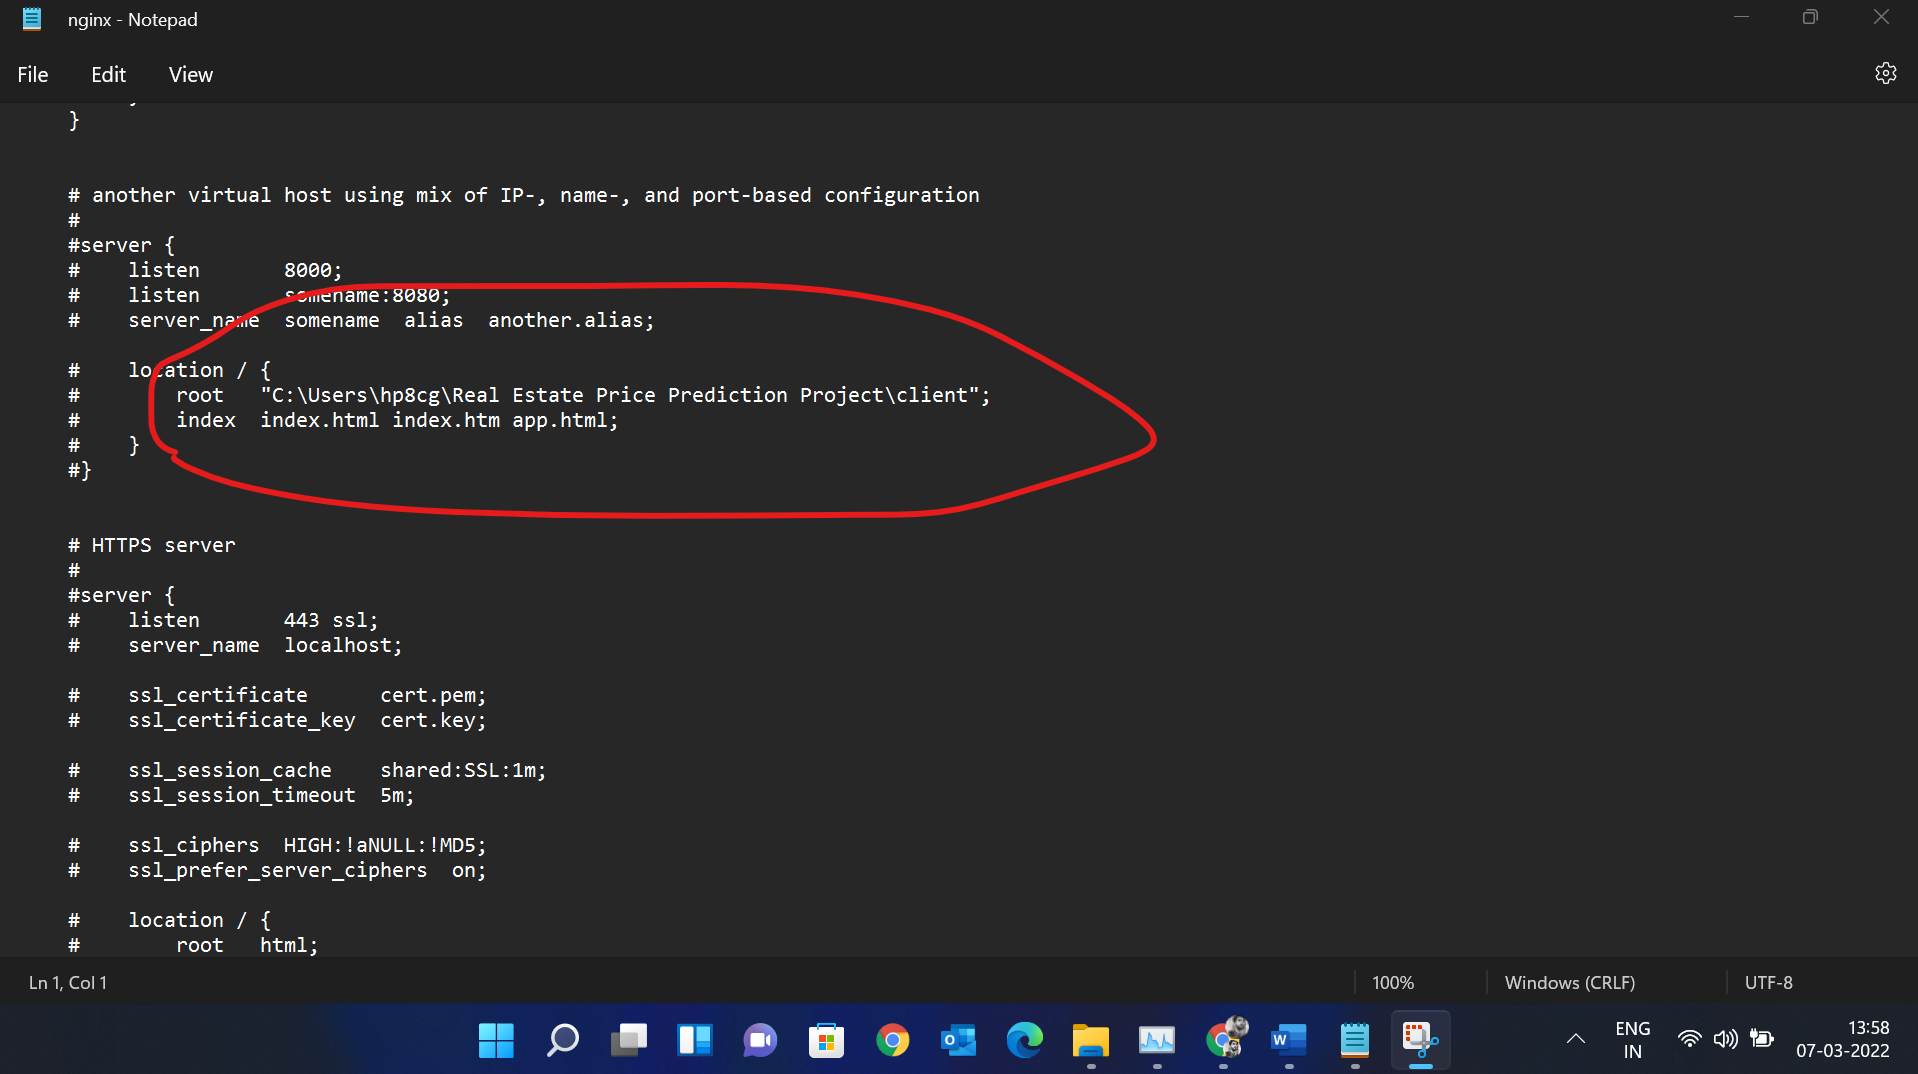 nginx - Notepad
File Edit View
}
# another virtual host using mix of IP-, name-, and port-based configuration
#
#server {
#    listen       8000;
#    listen       somename:8080;
#    server_name  somename  alias  another.alias;
#    location / {
#        root   "C:\Users\hp8cg\Real Estate Price Prediction Project\client";
#        index  index.html index.htm app.html;
#    }
#}
# HTTPS server
#
#server {
#    listen       443 ssl;
#    server_name  localhost;
#    ssl_certificate      cert.pem;
#    ssl_certificate_key  cert.key;
#    ssl_session_cache    shared:SSL:1m;
#    ssl_session_timeout  5m;
#    ssl_ciphers  HIGH:!aNULL:!MD5;
#    ssl_prefer_server_ciphers  on;
#    location / {
#        root   html;
Ln 1, Col 1 100% Windows (CRLF) UTF-8
ENG
IN
13:58
07-03-2022